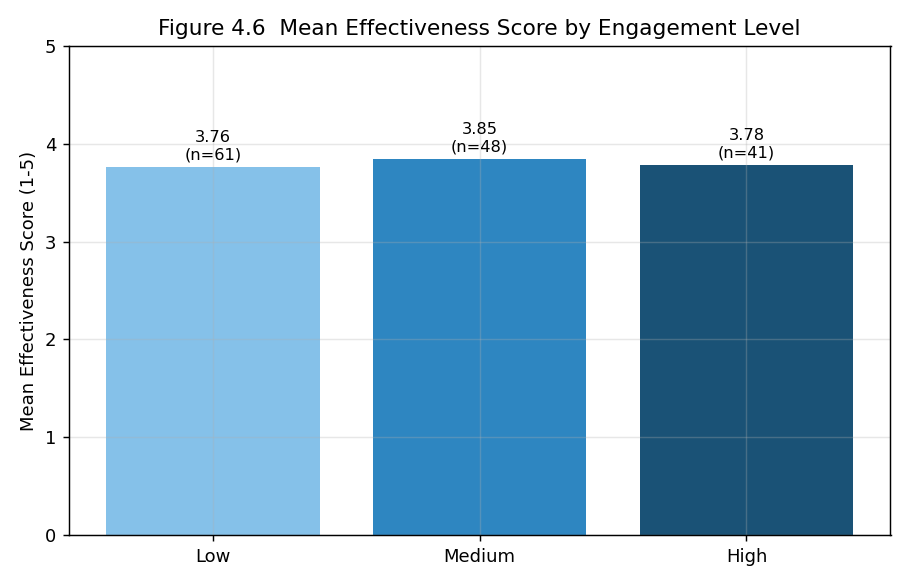 Figure 4.6  Mean Effectiveness Score by Engagement Level
Mean Effectiveness Score (1-5)
5
4
3
2
1
0
3.76
(n=61)
3.85
(n=48)
3.78
(n=41)
Low
Medium
High